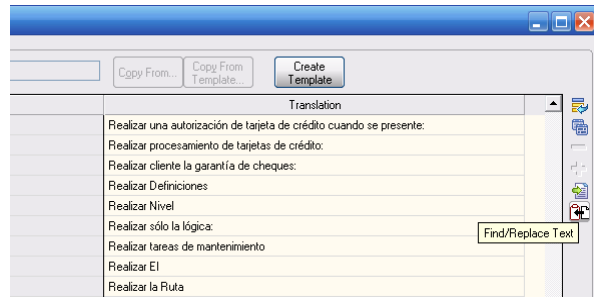 Copy From...
Copy From
Template...
Create
Template
Translation
Realizar una autorización de tarjeta de crédito cuando se presente:
Realizar procesamiento de tarjetas de crédito:
Realizar cliente la garantía de cheques:
Realizar Definiciones
Realizar Nivel
Realizar sólo la lógica:
Find/Replace Text
Realizar tareas de mantenimiento
Realizar El
Realizar la Ruta